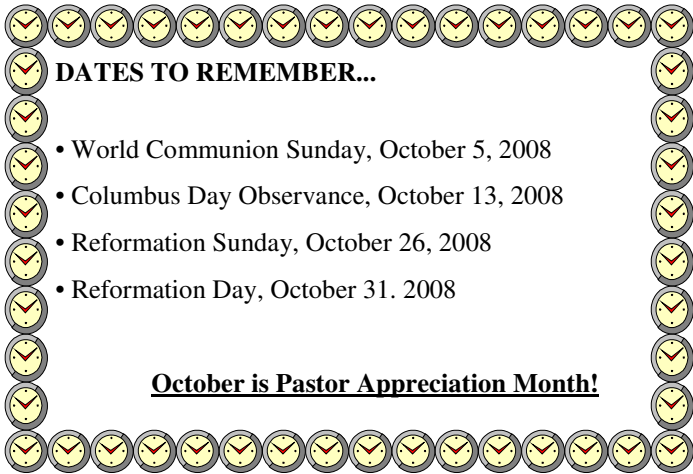 DATES TO REMEMBER...
• World Communion Sunday, October 5, 2008
• Columbus Day Observance, October 13, 2008
• Reformation Sunday, October 26, 2008
• Reformation Day, October 31. 2008
October is Pastor Appreciation Month!